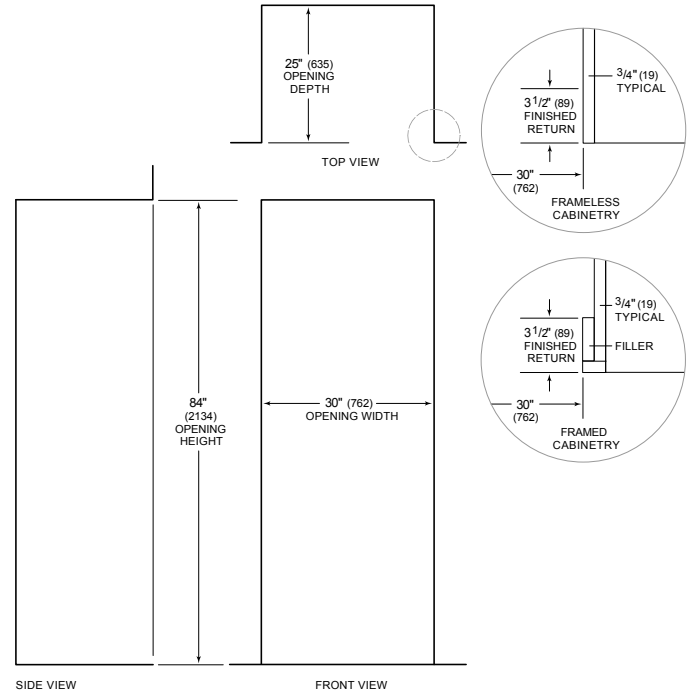 25" (635)
OPENING
DEPTH
TOP VIEW
3/4" (19)
TYPICAL
3 1/2" (89)
FINISHED
RETURN
30"
(762)
FRAMELESS
CABINETRY
3/4" (19)
TYPICAL
3 1/2" (89)
FINISHED
RETURN
FILLER
30"
(762)
FRAMED
CABINETRY
84"
(2134)
OPENING
HEIGHT
30" (762)
OPENING WIDTH
SIDE VIEW
FRONT VIEW